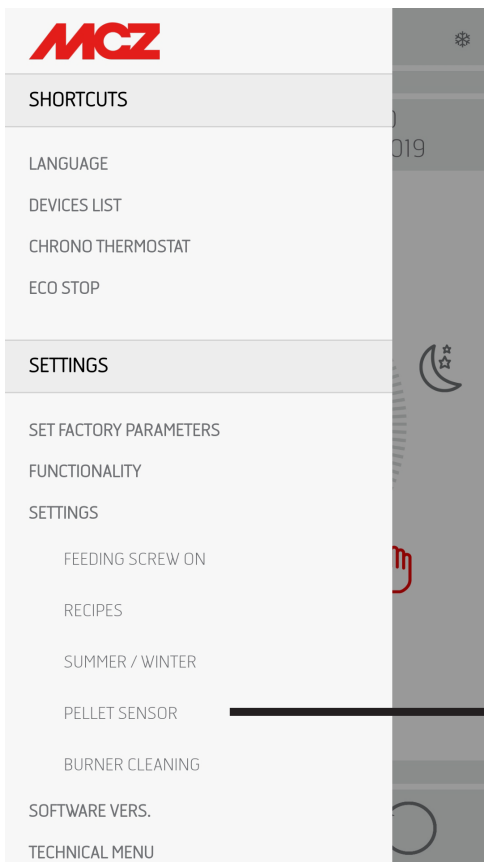 MCZ
SHORTCUTS
019
LANGUAGE
DEVICES LIST
CHRONO THERMOSTAT
ECO STOP
SETTINGS
SET FACTORY PARAMETERS
FUNCTIONALITY
SETTINGS
FEEDING SCREW ON
RECIPES
SUMMER / WINTER
PELLET SENSOR
BURNER CLEANING
SOFTWARE VERS.
TECHNICAL MENU